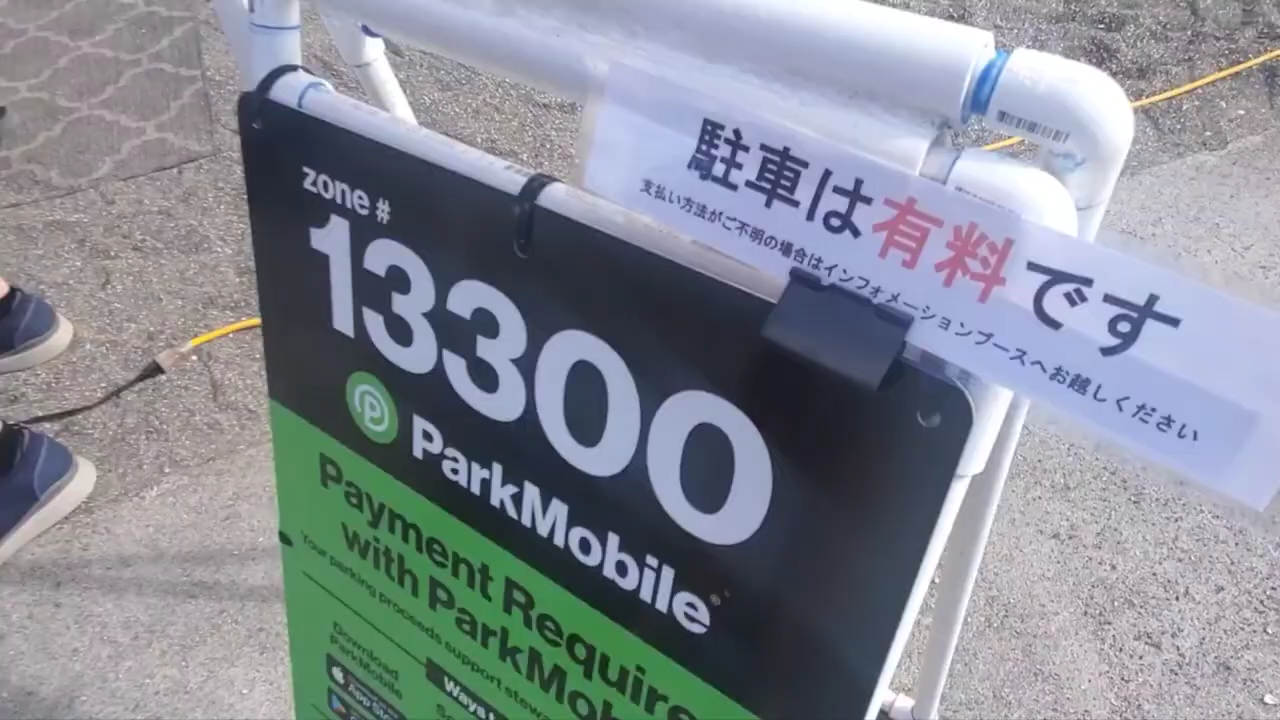 駐車は有料です
支払い方法がご不明の場合はインフォメーションブースへお越しください
zone #
13300
ParkMobile
Payment Require
with ParkMob
Your parking proceeds support stew
Download
ParkMobile
App Store
Ways t